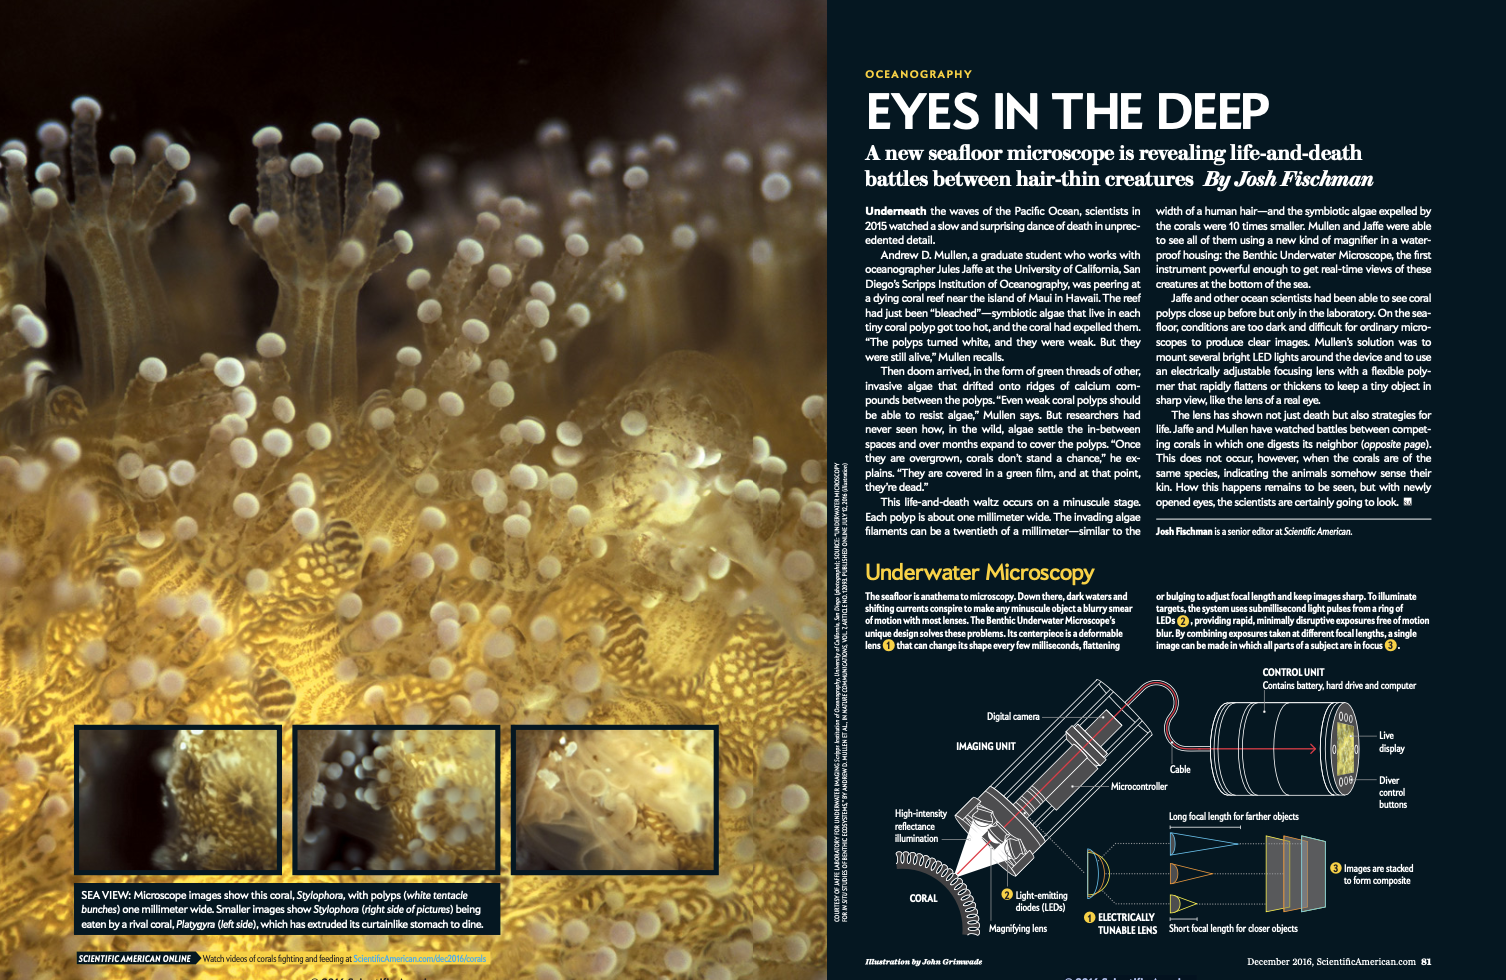 OCEANOGRAPHY
EYES IN THE DEEP
A new seafloor microscope is revealing life-and-death
battles between hair-thin creatures By Josh Fischman
Underneath the waves of the Pacific Ocean, scientists in
2015 watched a slow and surprising dance of death in unprec-
edented detail.
Andrew D. Mullen, a graduate student who works with
oceanographer Jules Jaffe at the University of California, San
Diego's Scripps Institution of Oceanography, was peering at
a dying coral reef near the island of Maui in Hawaii. The reef
had just been "bleached"—symbiotic algae that live in each
tiny coral polyp got too hot, and the coral had expelled them.
"The polyps turned white, and they were weak. But they
were still alive," Mullen recalls.
Then doom arrived, in the form of green threads of other,
invasive algae that drifted onto ridges of calcium com-
pounds between the polyps. "Even weak coral polyps should
be able to resist algae," Mullen says. But researchers had
never seen how, in the wild, algae settle the in-between
spaces and over months expand to cover the polyps. "Once
they are overgrown, corals don't stand a chance," he ex-
plains. "They are covered in a green film, and at that point,
they're dead."
This life-and-death waltz occurs on a minuscule stage.
Each polyp is about one millimeter wide. The invading algae
filaments can be a twentieth of a millimeter—similar to the
width of a human hair—and the symbiotic algae expelled by
the corals were 10 times smaller. Mullen and Jaffe were able
to see all of them using a new kind of magnifier in a water-
proof housing: the Benthic Underwater Microscope, the first
instrument powerful enough to get real-time views of these
creatures at the bottom of the sea.
Jaffe and other ocean scientists had been able to see coral
polyps close up before but only in the laboratory. On the sea-
floor, conditions are too dark and difficult for ordinary micro-
scopes to produce clear images. Mullen's solution was to
mount several bright LED lights around the device and to use
an electrically adjustable focusing lens with a flexible poly-
mer that rapidly flattens or thickens to keep a tiny object in
sharp view, like the lens of a real eye.
The lens has shown not just death but also strategies for
life. Jaffe and Mullen have watched battles between compet-
ing corals in which one digests its neighbor (opposite page).
This does not occur, however, when the corals are of the
same species, indicating the animals somehow sense their
kin. How this happens remains to be seen, but with newly
opened eyes, the scientists are certainly going to look.
Josh Fischman is a senior editor at Scientific American.
COURTESY OF JAFFE LABORATORY FOR UNDERWATER IMAGING Scripps Institution of Oceanography, University of California, San Diego (photographs); SOURCE: "UNDERWATER MICROSCOPY
FOR IN SITU STUDIES OF BENTHIC ECOSYSTEMS," BY ANDREW D. MULLEN ET AL., IN NATURE COMMUNICATIONS, VOL. 7, ARTICLE NO. 12093. PUBLISHED ONLINE JULY 12, 2016 (illustration)
Underwater Microscopy
The seafloor is anathema to microscopy. Down there, dark waters and
shifting currents conspire to make any minuscule object a blurry smear
of motion with most lenses. The Benthic Underwater Microscope's
unique design solves these problems. Its centerpiece is a deformable
lens 1 that can change its shape every few milliseconds, flattening
or bulging to adjust focal length and keep images sharp. To illuminate
targets, the system uses submillisecond light pulses from a ring of
LEDs 2, providing rapid, minimally disruptive exposures free of motion
blur. By combining exposures taken at different focal lengths, a single
image can be made in which all parts of a subject are in focus 3.
CONTROL UNIT
Contains battery, hard drive and computer
Digital camera
IMAGING UNIT
Live
display
Cable
Microcontroller
Diver
control
buttons
High-intensity
reflectance
illumination
Long focal length for farther objects
3 Images are stacked
to form composite
CORAL
2 Light-emitting
diodes (LEDs)
1 ELECTRICALLY
TUNABLE LENS
Magnifying lens
Short focal length for closer objects
SEA VIEW: Microscope images show this coral, Stylophora, with polyps (white tentacle
bunches) one millimeter wide. Smaller images show Stylophora (right side of pictures) being
eaten by a rival coral, Platygyra (left side), which has extruded its curtainlike stomach to dine.
SCIENTIFIC AMERICAN ONLINE Watch videos of corals fighting and feeding at ScientificAmerican.com/dec2016/corals
Illustration by John Grimwade
December 2016, ScientificAmerican.com 81